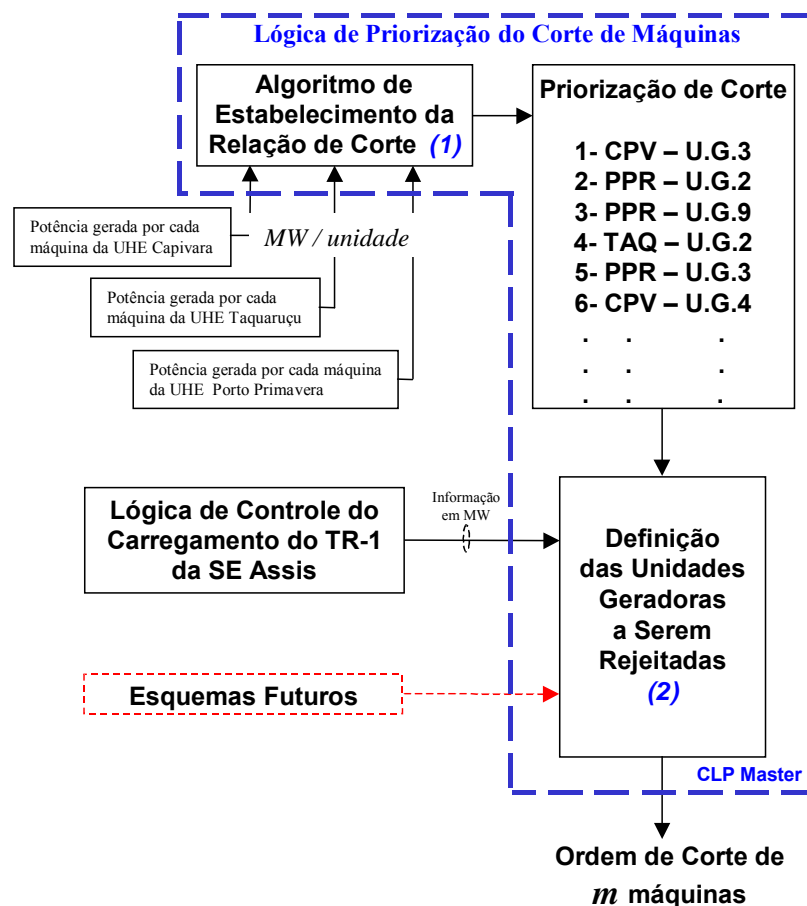 Lógica de Priorização do Corte de Máquinas
Algoritmo de
Estabelecimento da
Relação de Corte (1)
Priorização de Corte
1- CPV – U.G.3
2- PPR – U.G.2
3- PPR – U.G.9
4- TAQ – U.G.2
5- PPR – U.G.3
6- CPV – U.G.4
. . .
. . .
. . .
Potência gerada por cada
máquina da UHE Capivara
MW / unidade
Potência gerada por cada
máquina da UHE Taquaruçu
Potência gerada por cada máquina
da UHE Porto Primavera
Lógica de Controle do
Carregamento do TR-1
da SE Assis
Informação
em MW
Definição
das Unidades
Geradoras
a Serem
Rejeitadas
(2)
Esquemas Futuros
CLP Master
Ordem de Corte de
m máquinas